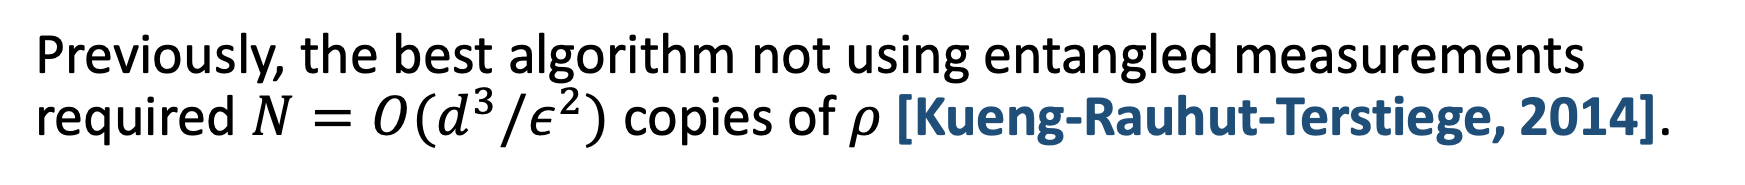 Previously, the best algorithm not using entangled measurements
required N = O(d³/ϵ²) copies of ρ [Kueng-Rauhut-Terstiege, 2014].